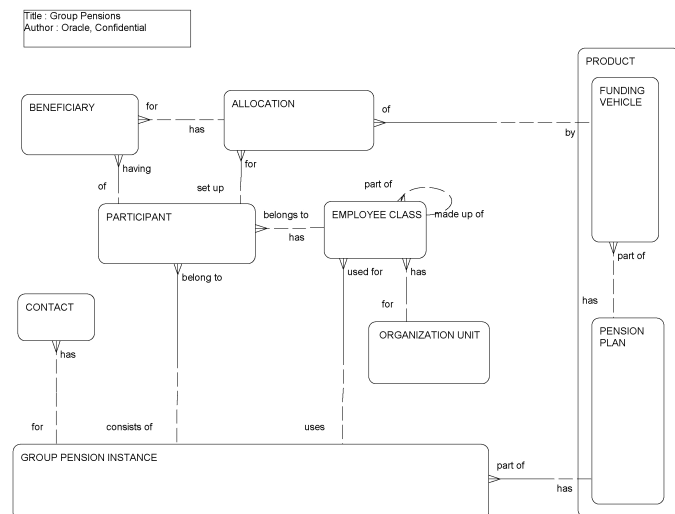 Title : Group Pensions
Author : Oracle, Confidential
PRODUCT
BENEFICIARY
for
has
ALLOCATION
of
by
FUNDING
VEHICLE
having
of
set up
for
part of
made up of
PARTICIPANT
belongs to
has
EMPLOYEE CLASS
part of
has
belong to
used for
has
for
CONTACT
has
ORGANIZATION UNIT
PENSION
PLAN
for
consists of
uses
GROUP PENSION INSTANCE
part of
has